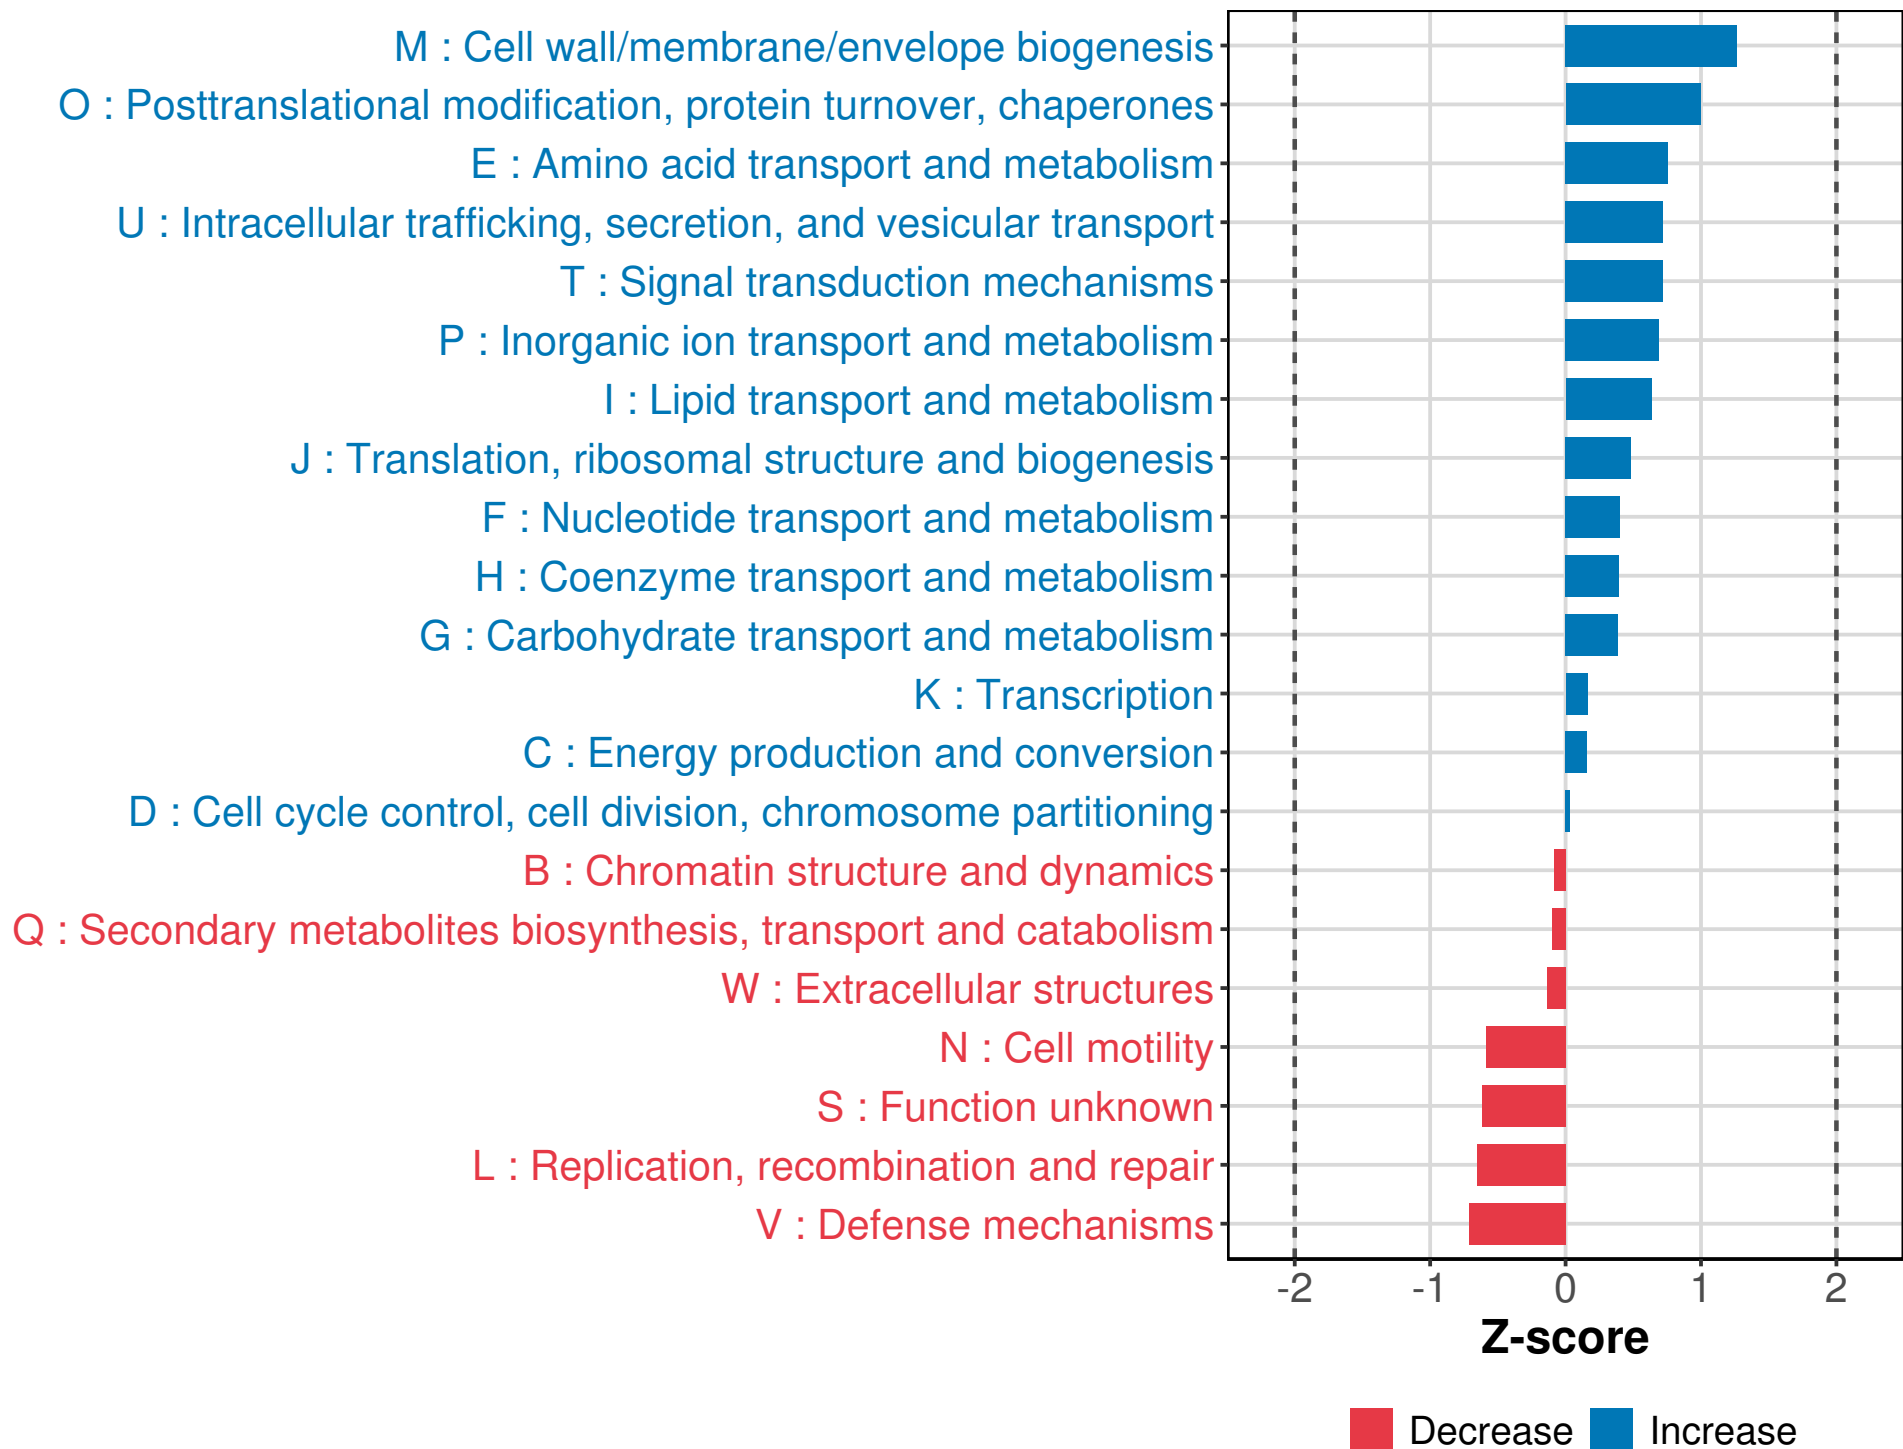 M : Cell wall/membrane/envelope biogenesis
O : Posttranslational modification, protein turnover, chaperones
E : Amino acid transport and metabolism
U : Intracellular trafficking, secretion, and vesicular transport
T : Signal transduction mechanisms
P : Inorganic ion transport and metabolism
I : Lipid transport and metabolism
J : Translation, ribosomal structure and biogenesis
F : Nucleotide transport and metabolism
H : Coenzyme transport and metabolism
G : Carbohydrate transport and metabolism
K : Transcription
C : Energy production and conversion
D : Cell cycle control, cell division, chromosome partitioning
B : Chromatin structure and dynamics
Q : Secondary metabolites biosynthesis, transport and catabolism
W : Extracellular structures
N : Cell motility
S : Function unknown
L : Replication, recombination and repair
V : Defense mechanisms
-2 -1 0 1 2
Z-score
Decrease Increase